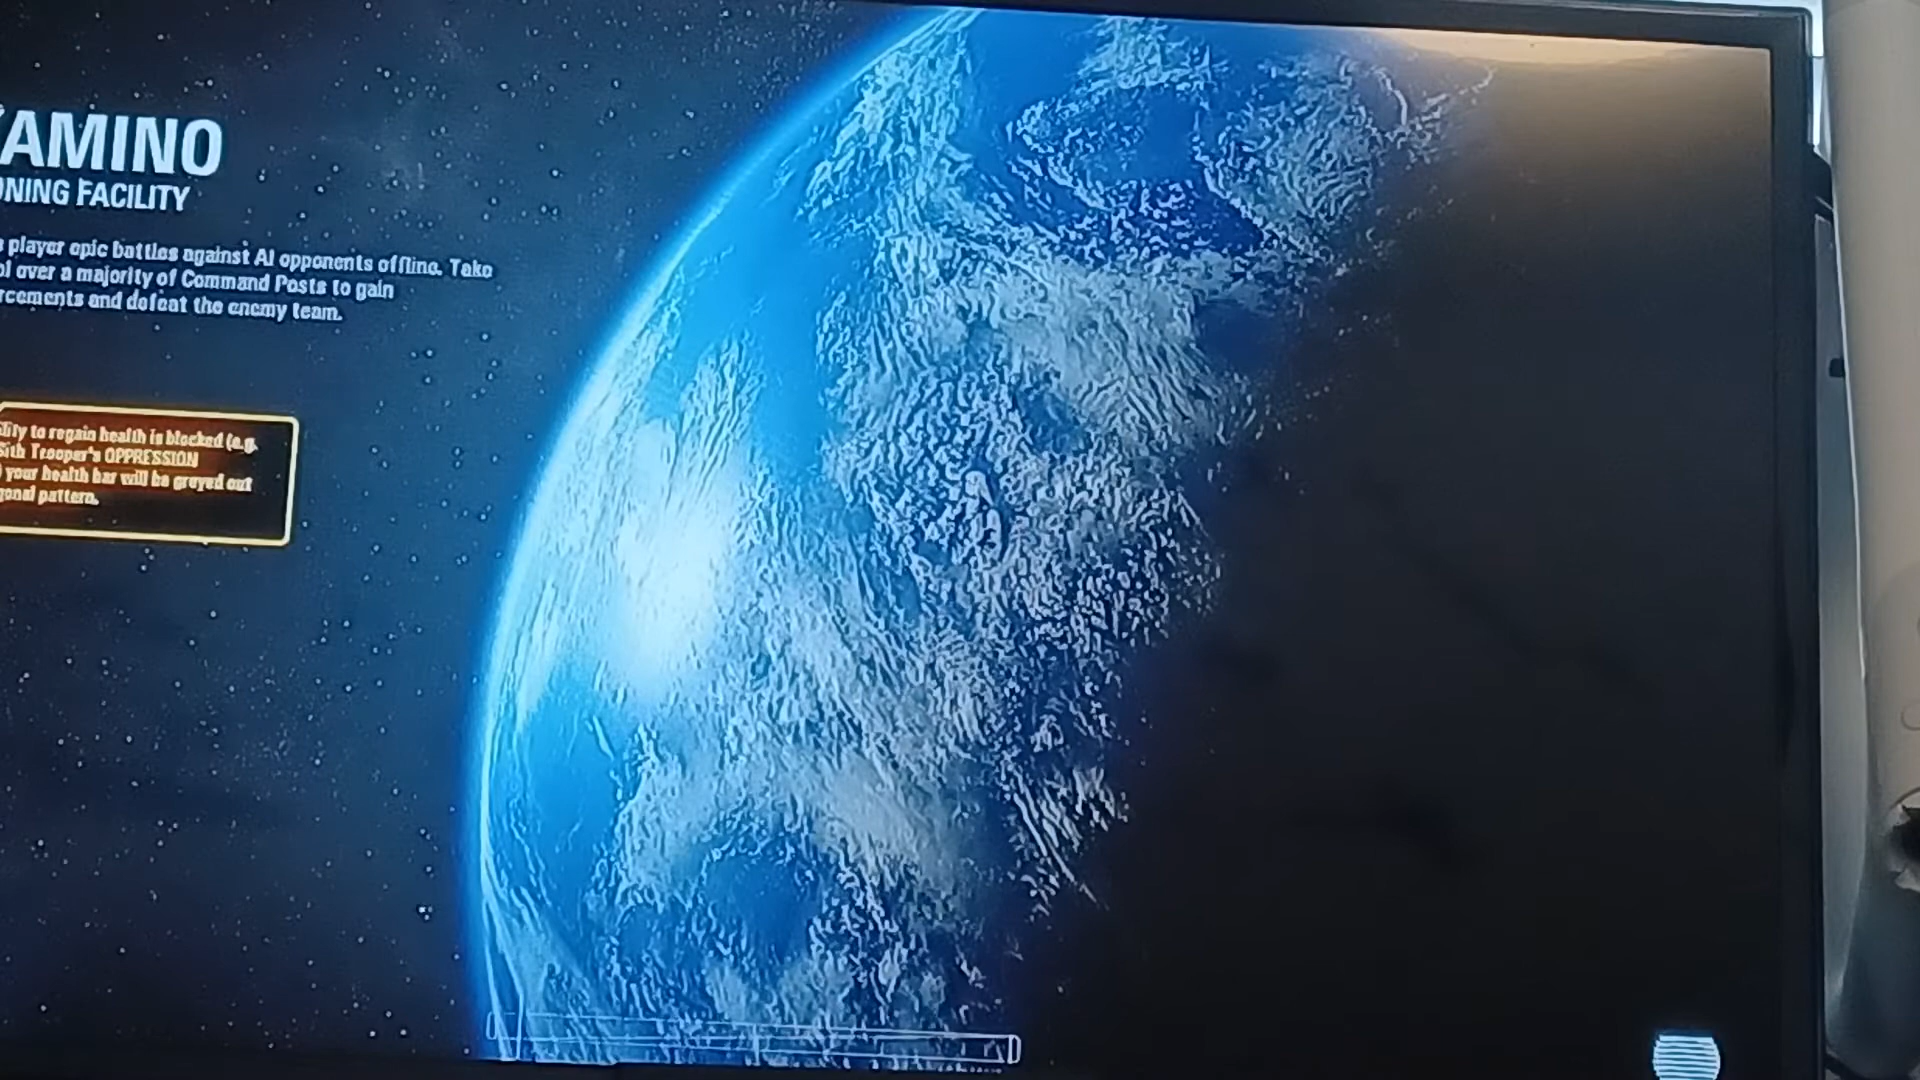 KAMINO
ONING FACILITY
player epic battles against AI opponents offline. Take
ol over a majority of Command Posts to gain
rcements and defeat the enemy team.
ility to regain health is blocked (e.g.
Sith Trooper's OPPRESSION
) your health bar will be greyed out
gonal pattern.